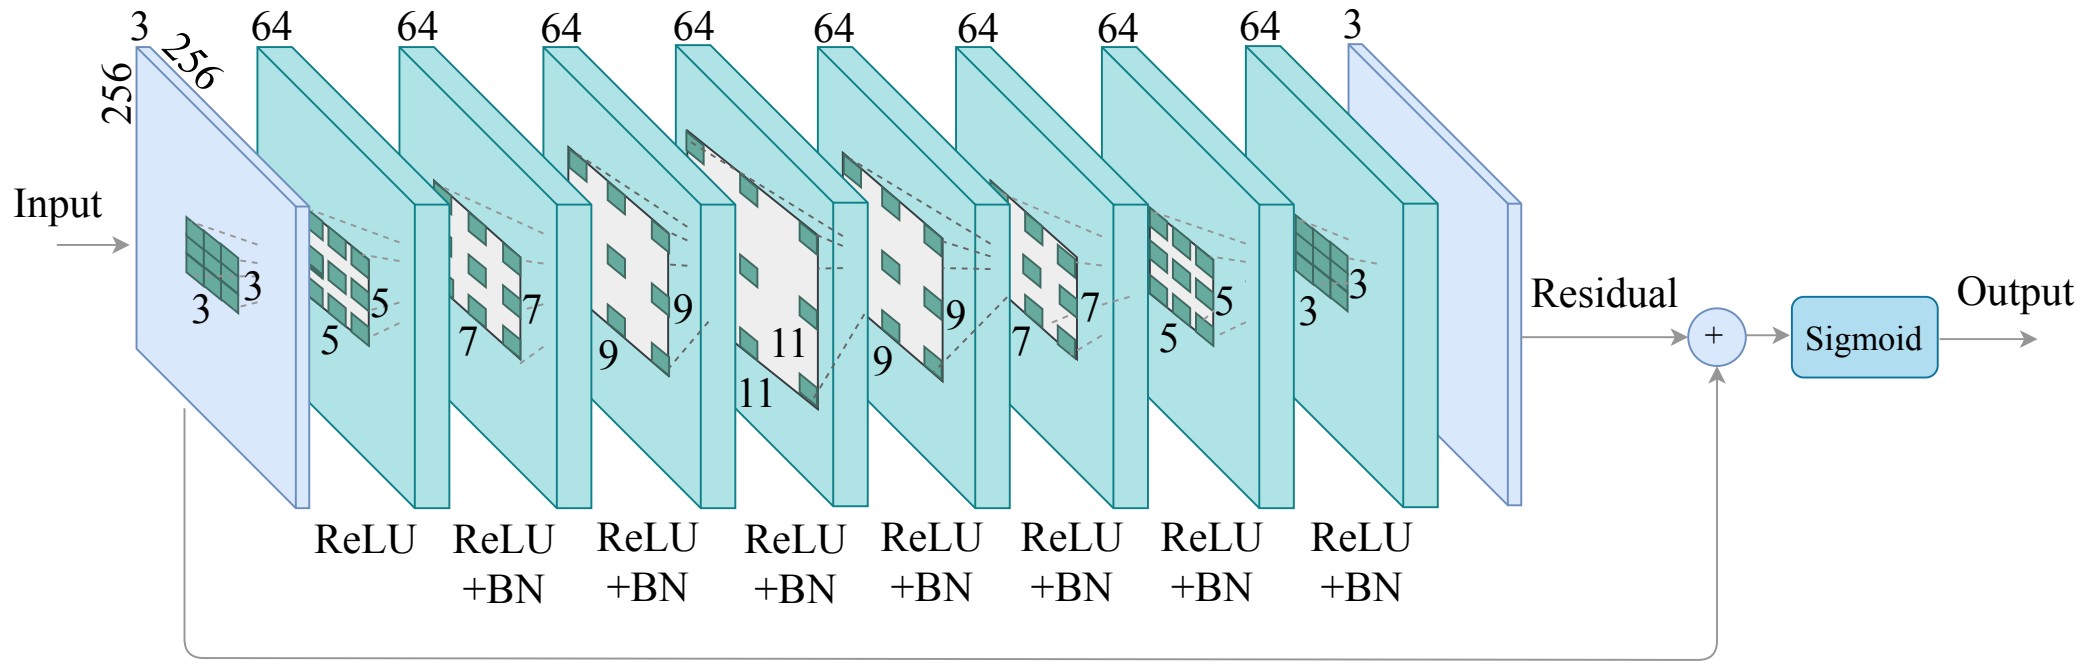 3
256
256
64
64
64
64
64
64
64
64
3
Input
3
3
5
5
7
7
9
9
11
11
9
9
7
7
5
5
3
3
Residual
+
Sigmoid
Output
ReLU
ReLU
+BN
ReLU
+BN
ReLU
+BN
ReLU
+BN
ReLU
+BN
ReLU
+BN
ReLU
+BN